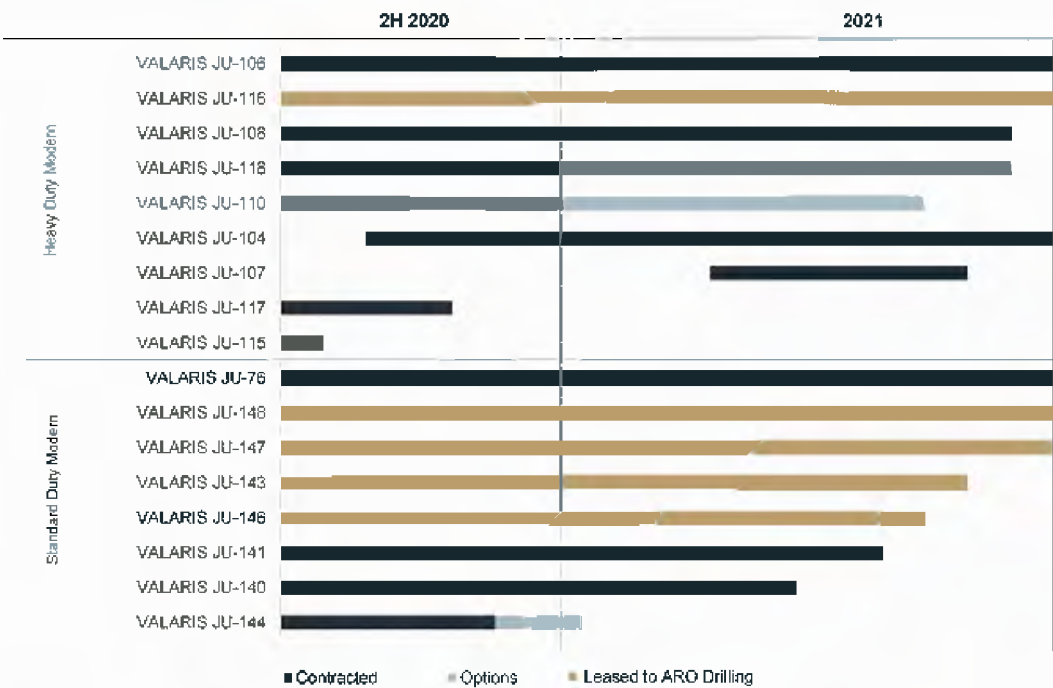 2H 2020 2021
Heavy Duty Modern
VALARIS JU-106
VALARIS JU-116
VALARIS JU-108
VALARIS JU-118
VALARIS JU-110
VALARIS JU-104
VALARIS JU-107
VALARIS JU-117
VALARIS JU-115
Standard Duty Modern
VALARIS JU-76
VALARIS JU-148
VALARIS JU-147
VALARIS JU-143
VALARIS JU-146
VALARIS JU-141
VALARIS JU-140
VALARIS JU-144
Contracted Options Leased to ARO Drilling